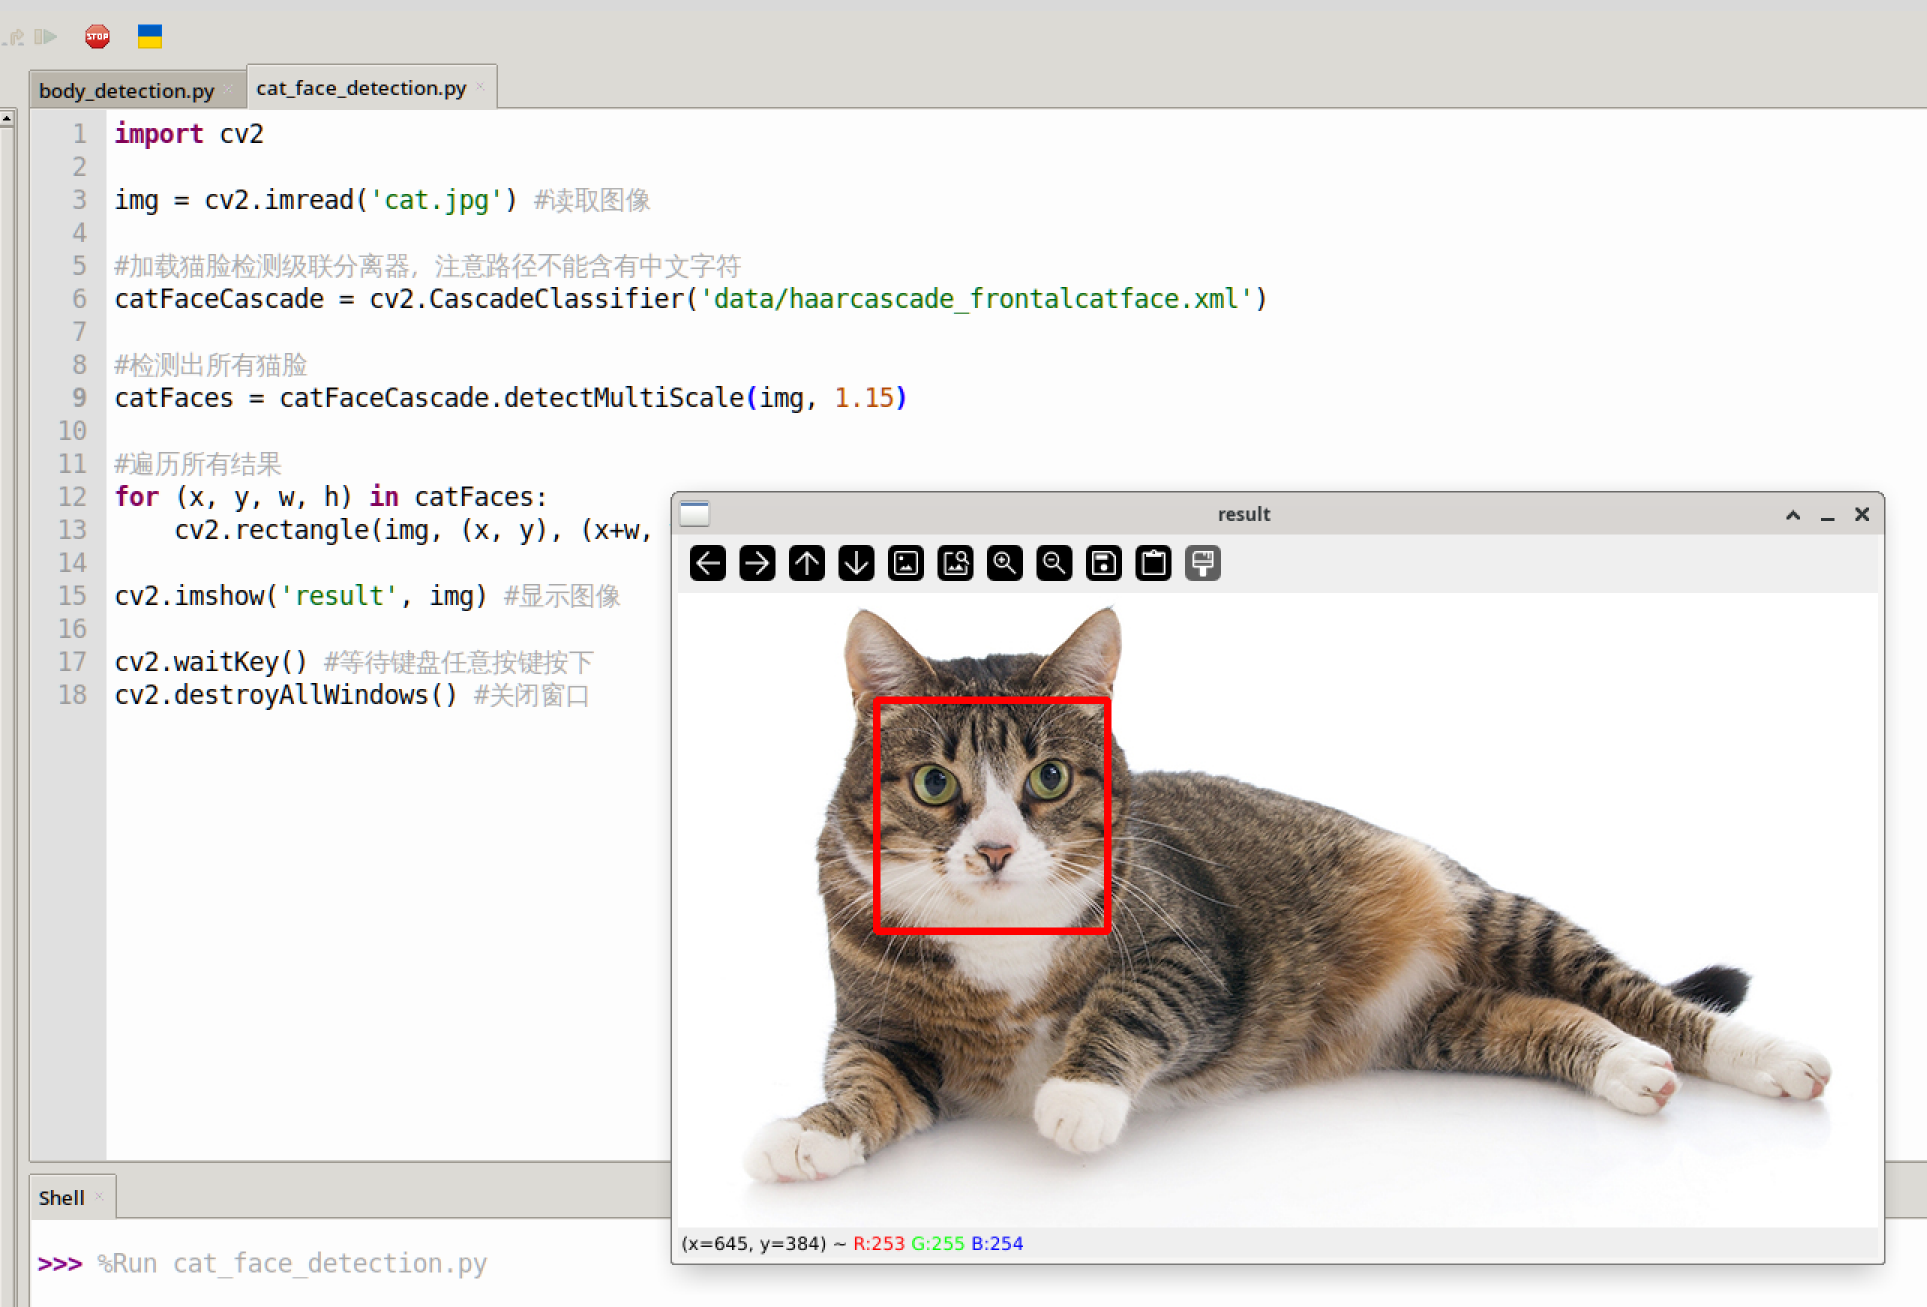 STOP
body_detection.py
cat_face_detection.py
1 import cv2
2
3 img = cv2.imread('cat.jpg') #读取图像
4
5 #加载猫脸检测级联分离器，注意路径不能含有中文字符
6 catFaceCascade = cv2.CascadeClassifier('data/haarcascade_frontalcatface.xml')
7
8 #检测出所有猫脸
9 catFaces = catFaceCascade.detectMultiScale(img, 1.15)
10
11 #遍历所有结果
12 for (x, y, w, h) in catFaces:
13 cv2.rectangle(img, (x, y), (x+w,
14
15 cv2.imshow('result', img) #显示图像
16
17 cv2.waitKey() #等待键盘任意按键按下
18 cv2.destroyAllWindows() #关闭窗口
result
(x=645, y=384) ~ R:253 G:255 B:254
Shell
>>> %Run cat_face_detection.py